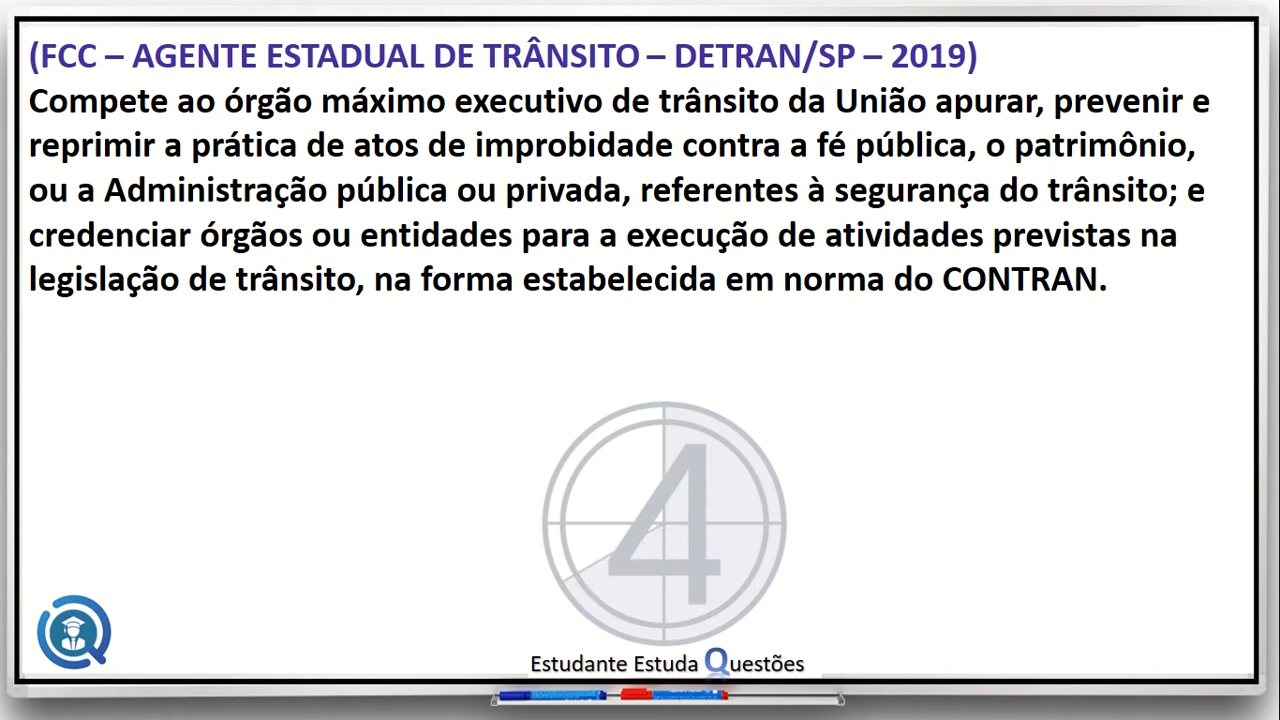 (FCC – AGENTE ESTADUAL DE TRÂNSITO – DETRAN/SP – 2019)
Compete ao órgão máximo executivo de trânsito da União apurar, prevenir e
reprimir a prática de atos de improbidade contra a fé pública, o patrimônio,
ou a Administração pública ou privada, referentes à segurança do trânsito; e
credenciar órgãos ou entidades para a execução de atividades previstas na
legislação de trânsito, na forma estabelecida em norma do CONTRAN.
4
Estudante Estuda Questões